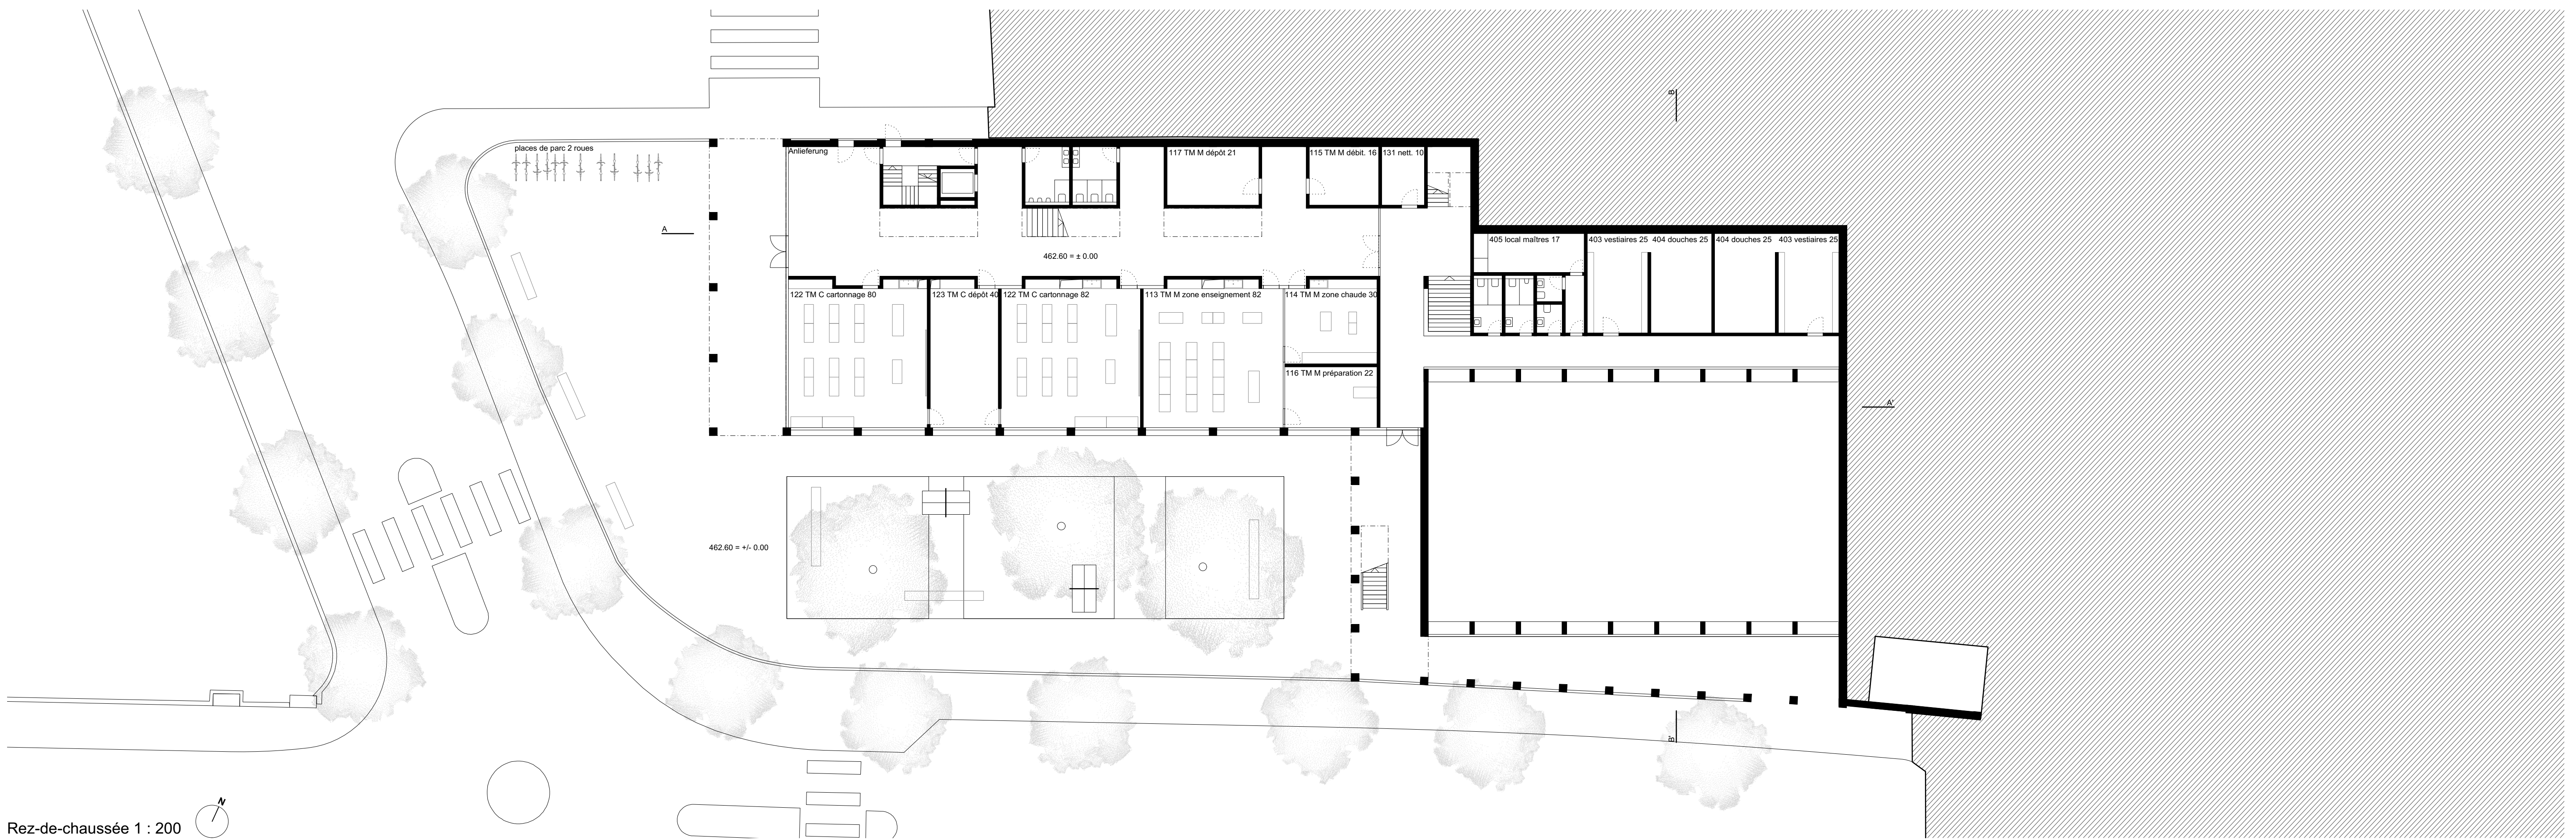 B
places de parc 2 roues
Anlieferung
117 TM M dépôt 21
115 TM M débit. 16
131 nett. 10
A
405 local maîtres 17
403 vestiaires 25
404 douches 25
404 douches 25
403 vestiaires 25
462.60 = ± 0.00
122 TM C cartonnage 80
123 TM C dépôt 40
122 TM C cartonnage 82
113 TM M zone enseignement 82
114 TM M zone chaude 30
116 TM M préparation 22
A'
462.60 = +/- 0.00
B'
N
Rez-de-chaussée 1 : 200